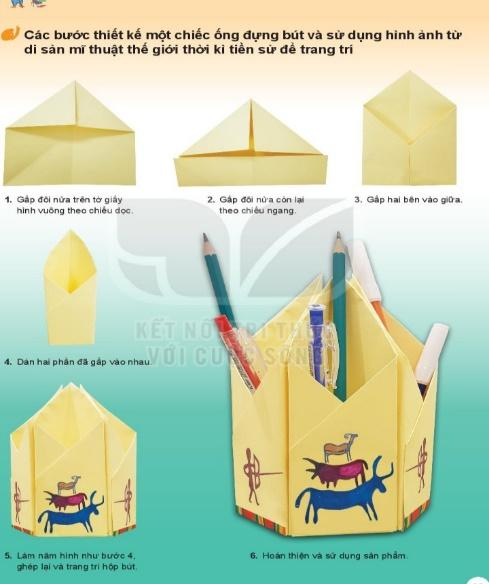 Các bước thiết kế một chiếc ống đựng bút và sử dụng hình ảnh từ
di sản mĩ thuật thế giới thời kì tiền sử để trang trí
1. Gấp đôi nửa trên tờ giấy
hình vuông theo chiều dọc.
2. Gấp đôi nửa còn lại
theo chiều ngang.
3. Gấp hai bên vào giữa.
KẾT NỐI TRI THỨC
VỚI CUỘC SỐNG
4. Dán hai phần đã gấp vào nhau.
5. Làm năm hình như bước 4,
ghép lại và trang trí hộp bút.
6. Hoàn thiện và sử dụng sản phẩm.